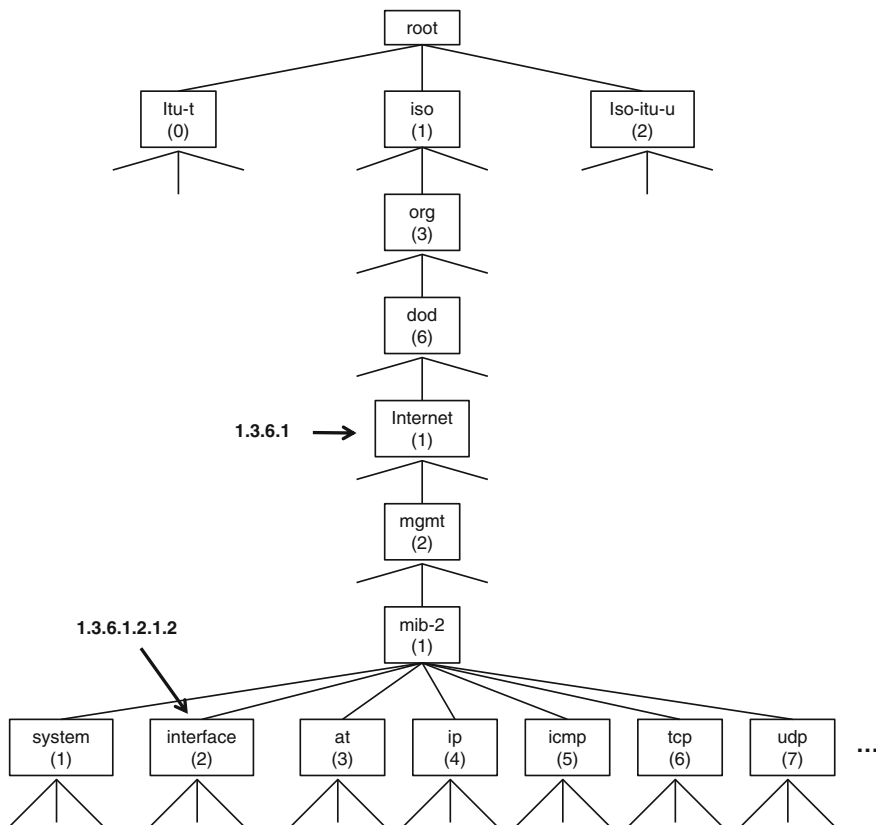 root
Itu-t
(0)
iso
(1)
Iso-itu-u
(2)
org
(3)
dod
(6)
1.3.6.1
Internet
(1)
mgmt
(2)
1.3.6.1.2.1.2
mib-2
(1)
system
(1)
interface
(2)
at
(3)
ip
(4)
icmp
(5)
tcp
(6)
udp
(7)
...